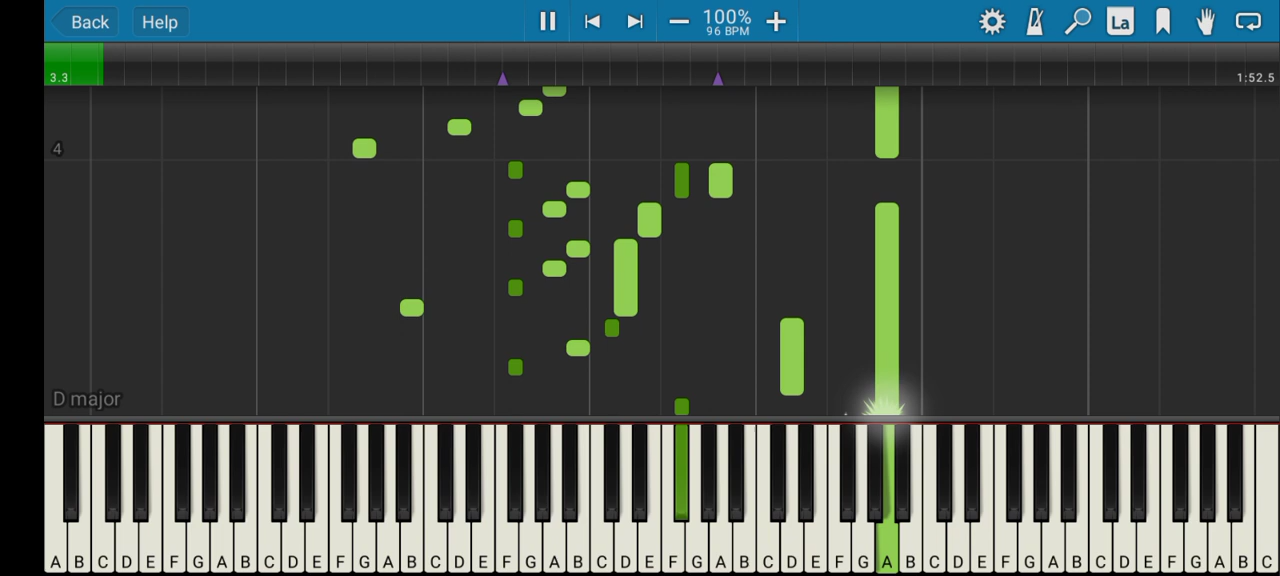 Back Help 100% La
96 BPM
3.3 1:52.5
4
D major
A B C D E F G A B C D E F G A B C D E F G A B C D E F G A B C D E F G A B C D E F G A B C D E F G A B C